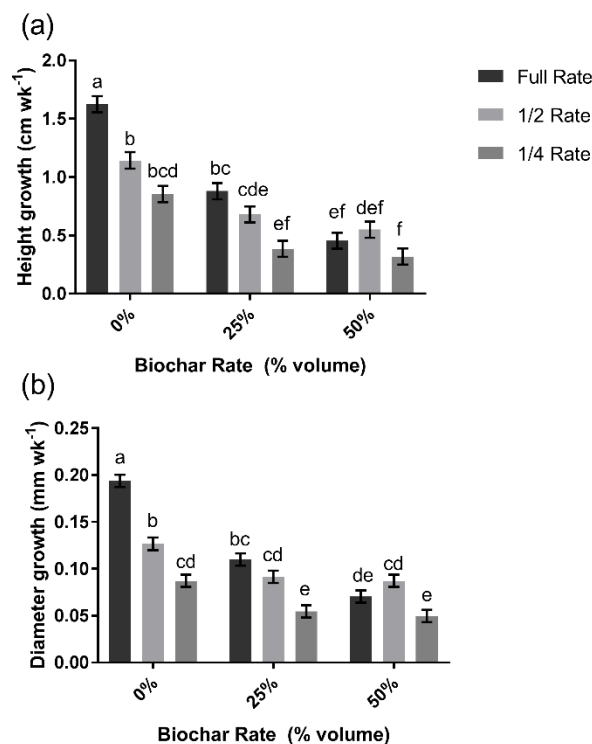 (a)
Height growth (cm wk-1)
2.0
1.5
1.0
0.5
0.0
a
b
bcd
bc
cde
ef
ef
def
f
0%
25%
50%
Biochar Rate (% volume)
Full Rate
1/2 Rate
1/4 Rate
(b)
Diameter growth (mm wk-1)
0.25
0.20
0.15
0.10
0.05
0.00
a
b
cd
bc
cd
e
de
cd
e
0%
25%
50%
Biochar Rate (% volume)